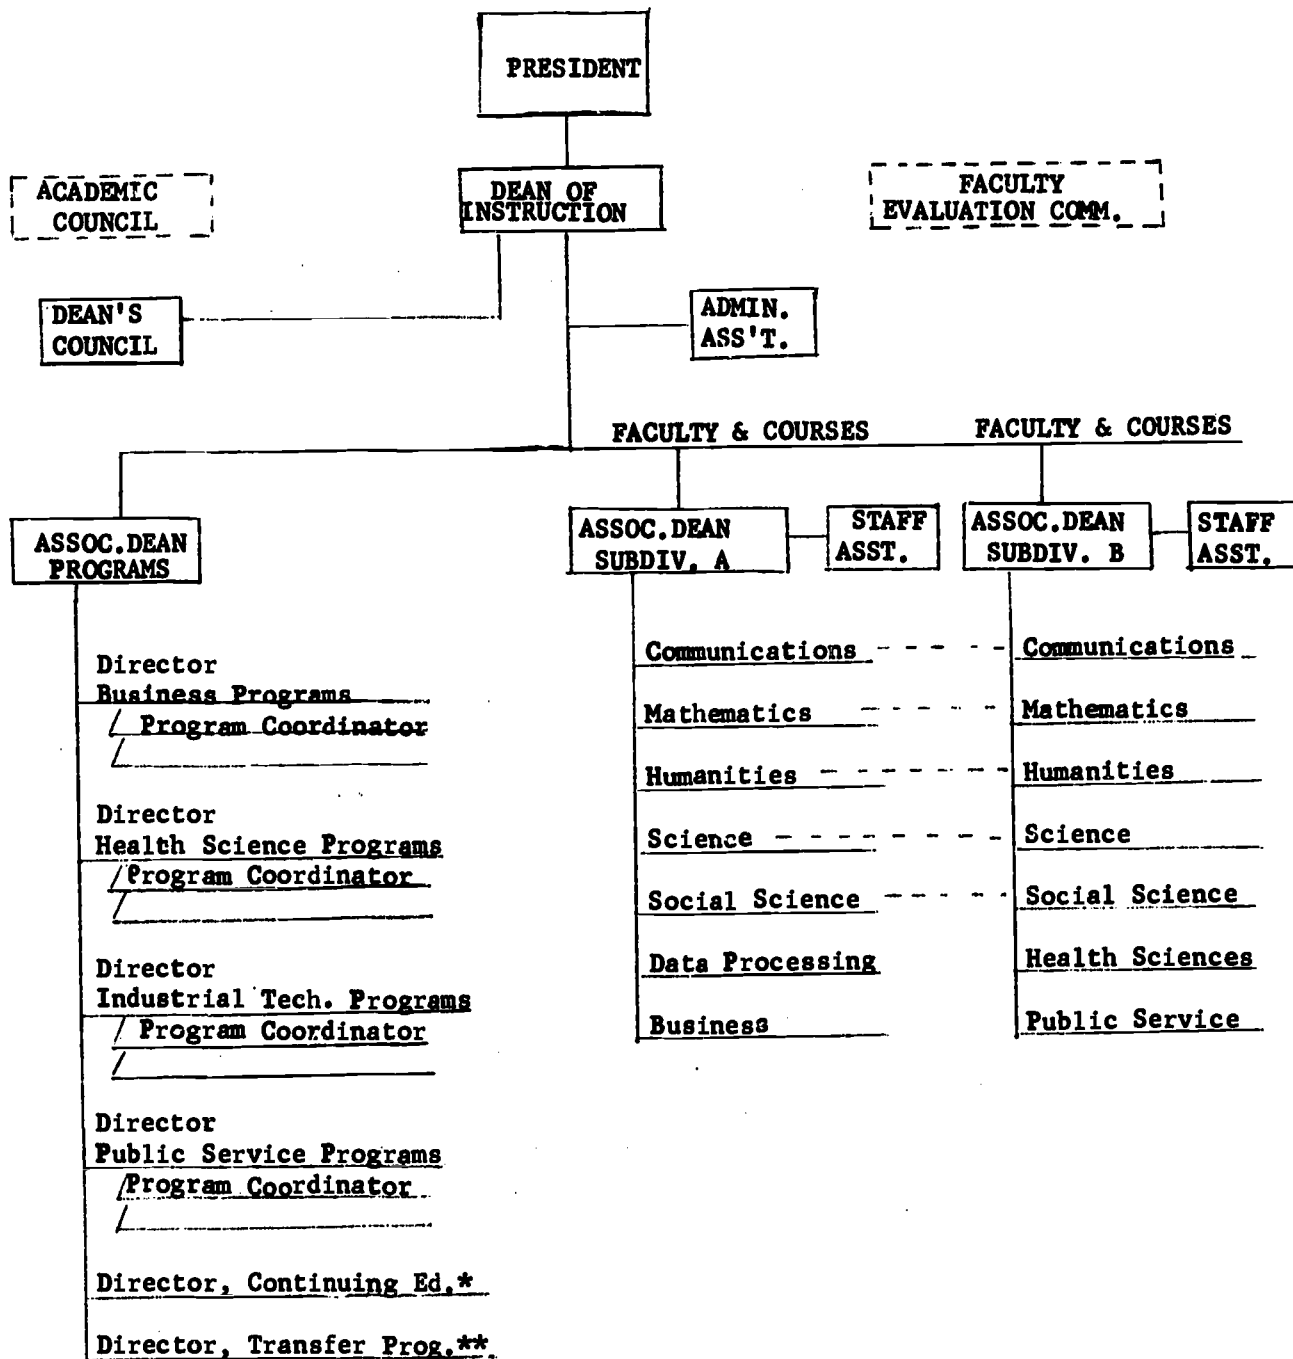 PRESIDENT
ACADEMIC
COUNCIL
DEAN OF
INSTRUCTION
FACULTY
EVALUATION COMM.
DEAN'S
COUNCIL
ADMIN.
ASS'T.
FACULTY & COURSES
FACULTY & COURSES
ASSOC.DEAN
PROGRAMS
ASSOC.DEAN
SUBDIV. A
STAFF
ASST.
ASSOC.DEAN
SUBDIV. B
STAFF
ASST.
Director
Business Programs
Program Coordinator
Director
Health Science Programs
Program Coordinator
Director
Industrial Tech. Programs
Program Coordinator
Director
Public Service Programs
Program Coordinator
Director, Continuing Ed.*
Director, Transfer Prog.**
Communications
Mathematics
Humanities
Science
Social Science
Data Processing
Business
Communications
Mathematics
Humanities
Science
Social Science
Health Sciences
Public Service